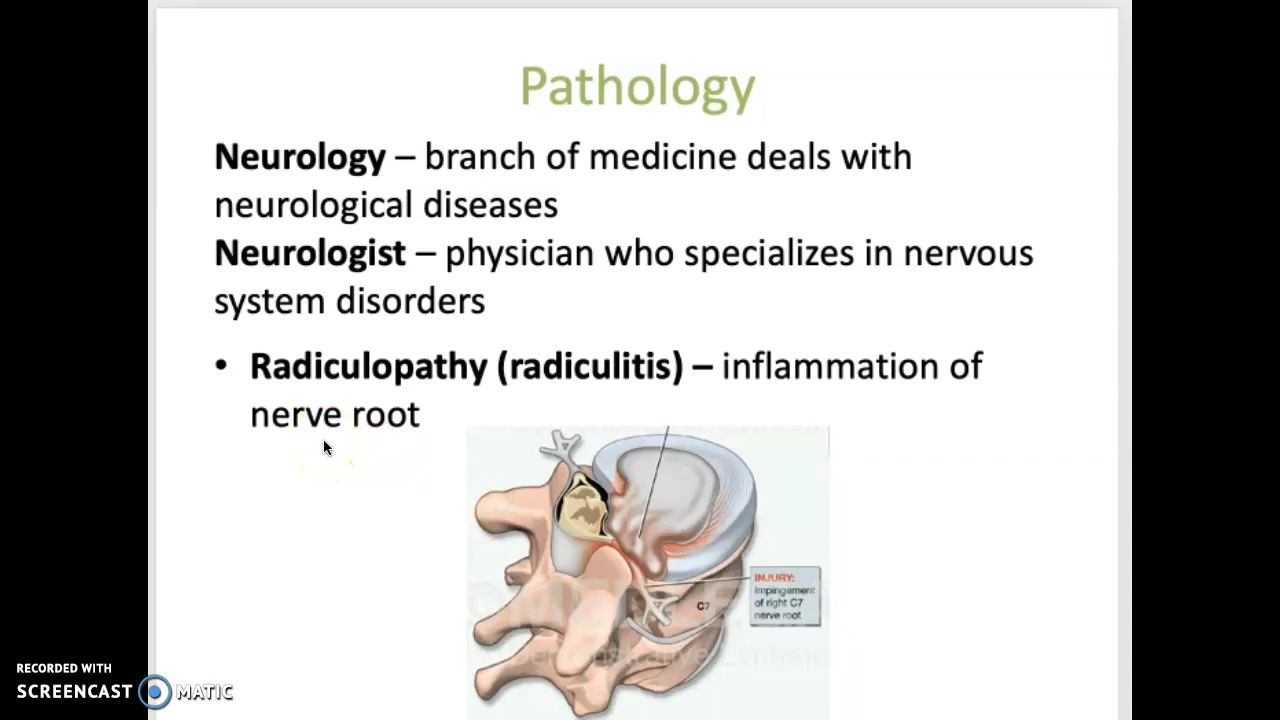 Pathology
Neurology – branch of medicine deals with
neurological diseases
Neurologist – physician who specializes in nervous
system disorders
• Radiculopathy (radiculitis) – inflammation of
nerve root
INJURY:
Impingement
of right C7
nerve root
C7
RECORDED WITH
SCREENCAST MATIC